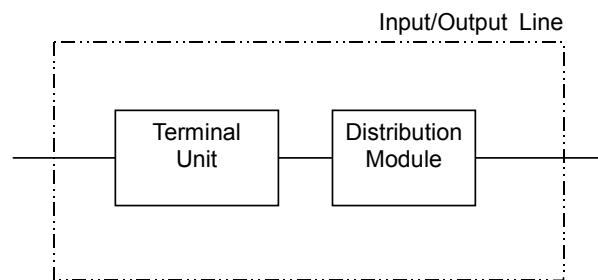 Input/Output Line
Terminal
Unit
Distribution
Module